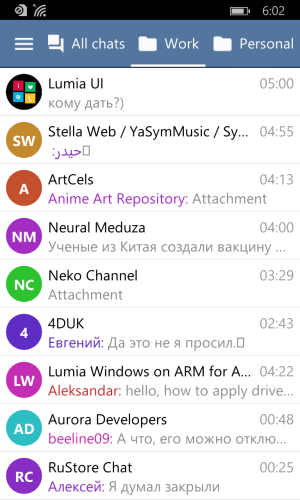 6:02
All chats Work Personal
Lumia UI 05:00
кому дать?)
SW Stella Web / YaSymMusic / Sy... 04:55
حيدر:
A ArtCels 04:13
Anime Art Repository: Attachment
NM Neural Meduza 04:00
Ученые из Китая создали вакцину ...
NC Neko Channel 03:29
Attachment
4 4DUK 02:43
Евгений: Да это не я просил.
LW Lumia Windows on ARM for A... 04:22
Aleksandar: hello, how to apply drive...
AD Aurora Developers 00:48
beeline09: А что, его можно отклю...
RC RuStore Chat 00:25
Алексей: Я думал закрыли